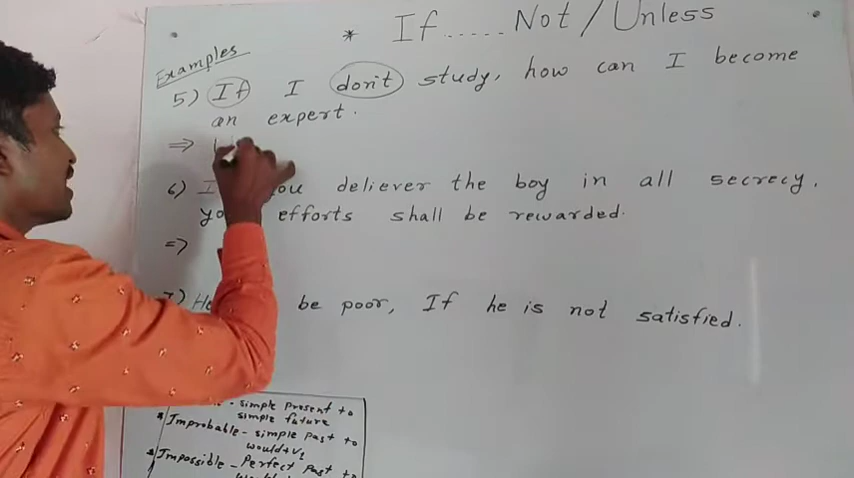 * If ..... Not / Unless
Examples
5) If I don't study, how can I become
an expert.
⇒
6) you deliever the boy in all secrecy,
efforts shall be rewarded.
=>
7) He be poor, If he is not satisfied.
- simple present to
simple future
* Improbable - simple past to
would+V1
* Impossible - Perfect Past to